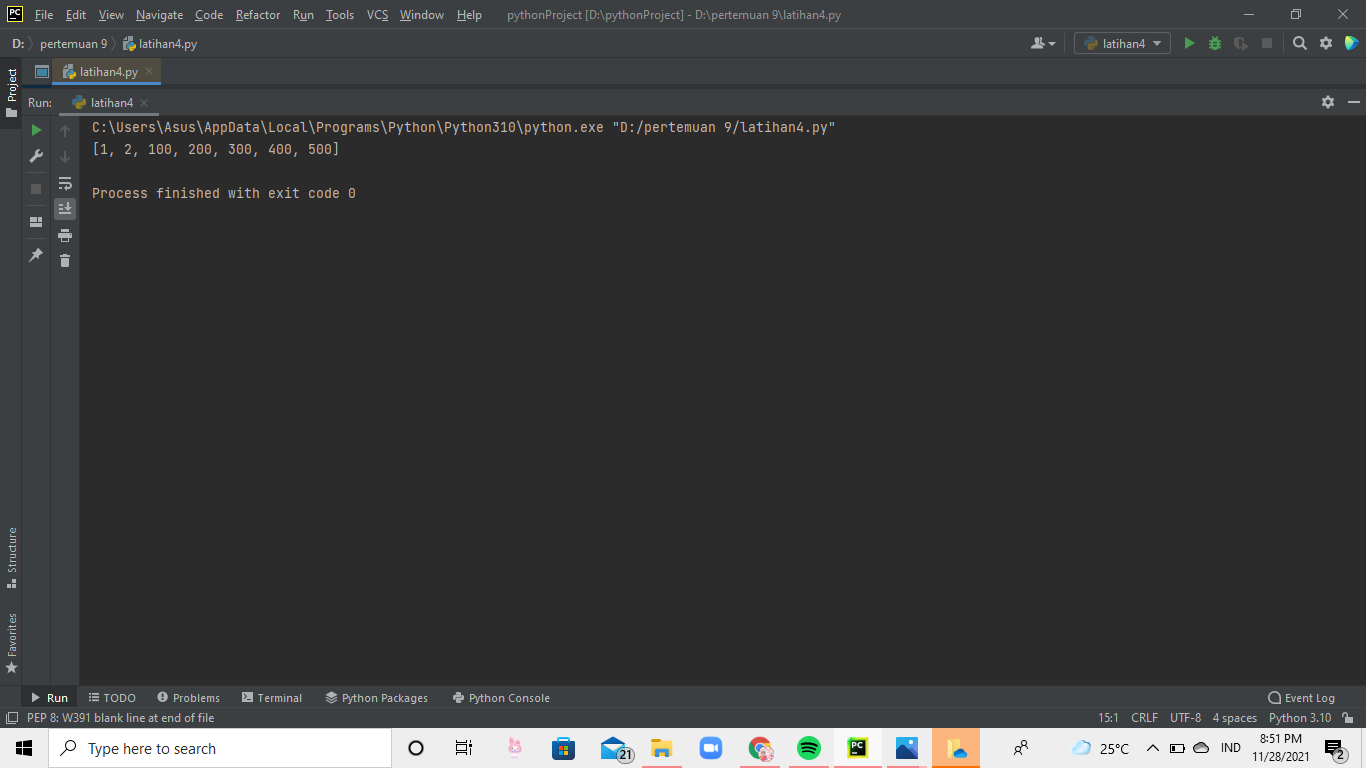 PC File Edit View Navigate Code Refactor Run Tools VCS Window Help pythonProject [D:\pythonProject] - D:\pertemuan 9\latihan4.py
D: pertemuan 9 latihan4.py latihan4
latihan4.py
Project
Run: latihan4
C:\Users\Asus\AppData\Local\Programs\Python\Python310\python.exe "D:/pertemuan 9/latihan4.py"
[1, 2, 100, 200, 300, 400, 500]
Process finished with exit code 0
Structure
Favorites
Run TODO Problems Terminal Python Packages Python Console Event Log
PEP 8: W391 blank line at end of file 15:1 CRLF UTF-8 4 spaces Python 3.10
Type here to search 21 PC 25°C IND 8:51 PM
11/28/2021 2